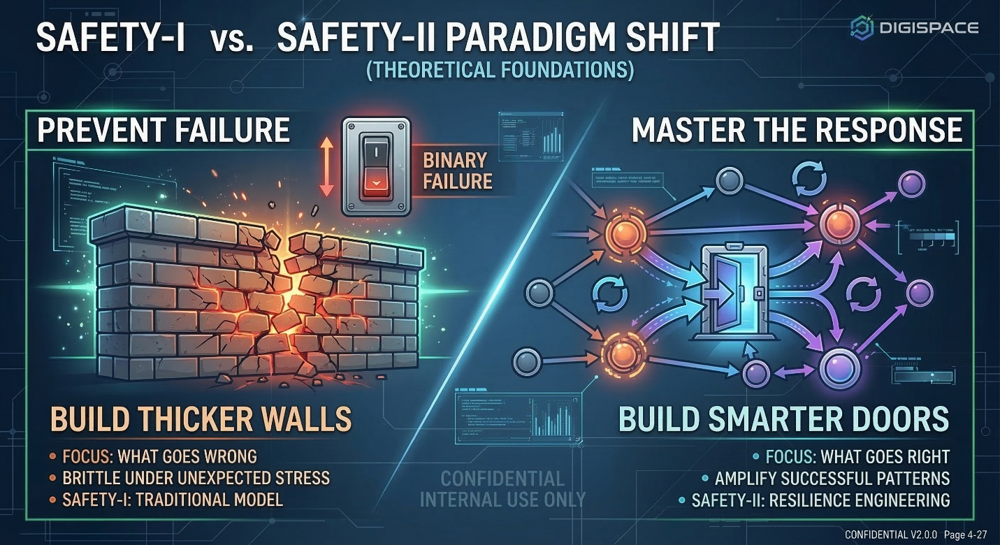 SAFETY-I vs. SAFETY-II PARADIGM SHIFT
(THEORETICAL FOUNDATIONS)
DIGISPACE
PREVENT FAILURE
BINARY
FAILURE
BUILD THICKER WALLS
• FOCUS: WHAT GOES WRONG
• BRITTLE UNDER UNEXPECTED STRESS
• SAFETY-I: TRADITIONAL MODEL
MASTER THE RESPONSE
BUILD SMARTER DOORS
• FOCUS: WHAT GOES RIGHT
• AMPLIFY SUCCESSFUL PATTERNS
• SAFETY-II: RESILIENCE ENGINEERING
CONFIDENTIAL
INTERNAL USE ONLY
CONFIDENTIAL V2.0.0 Page 4-27